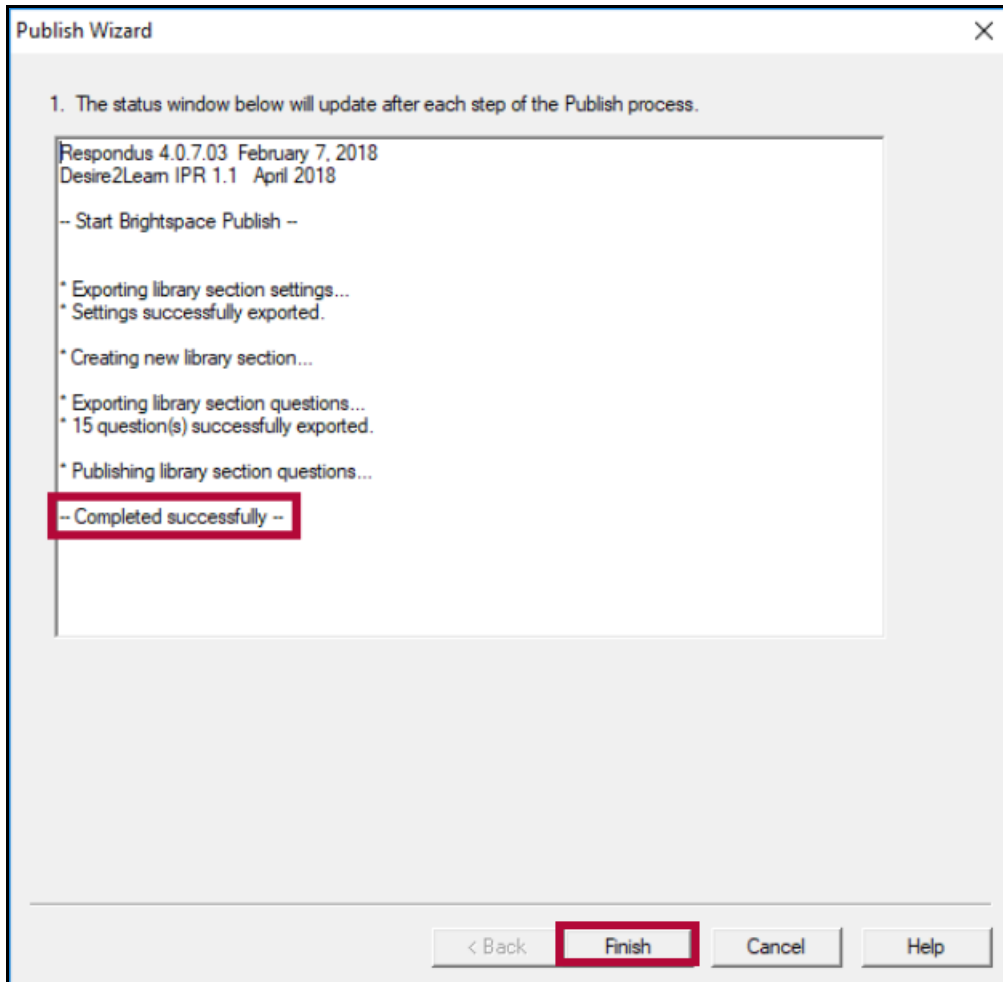 Publish Wizard
1. The status window below will update after each step of the Publish process.
Respondus 4.0.7.03 February 7, 2018
Desire2Learn IPR 1.1 April 2018
-- Start Brightspace Publish --
* Exporting library section settings...
* Settings successfully exported.
* Creating new library section...
* Exporting library section questions...
* 15 question(s) successfully exported.
* Publishing library section questions...
-- Completed successfully --
< Back Finish Cancel Help